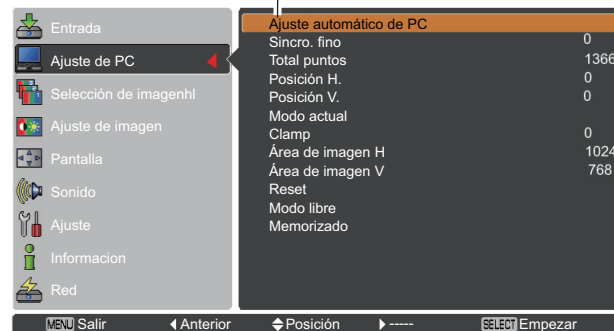 Entrada
Ajuste de PC
Selección de imagenhl
Ajuste de imagen
Pantalla
Sonido
Ajuste
Informacion
Red
Ajuste automático de PC
Sincro. fino 0
Total puntos 1366
Posición H. 0
Posición V. 0
Modo actual
Clamp 0
Área de imagen H 1024
Área de imagen V 768
Reset
Modo libre
Memorizado
MENU Salir Anterior Posición ----- SELECT Empezar